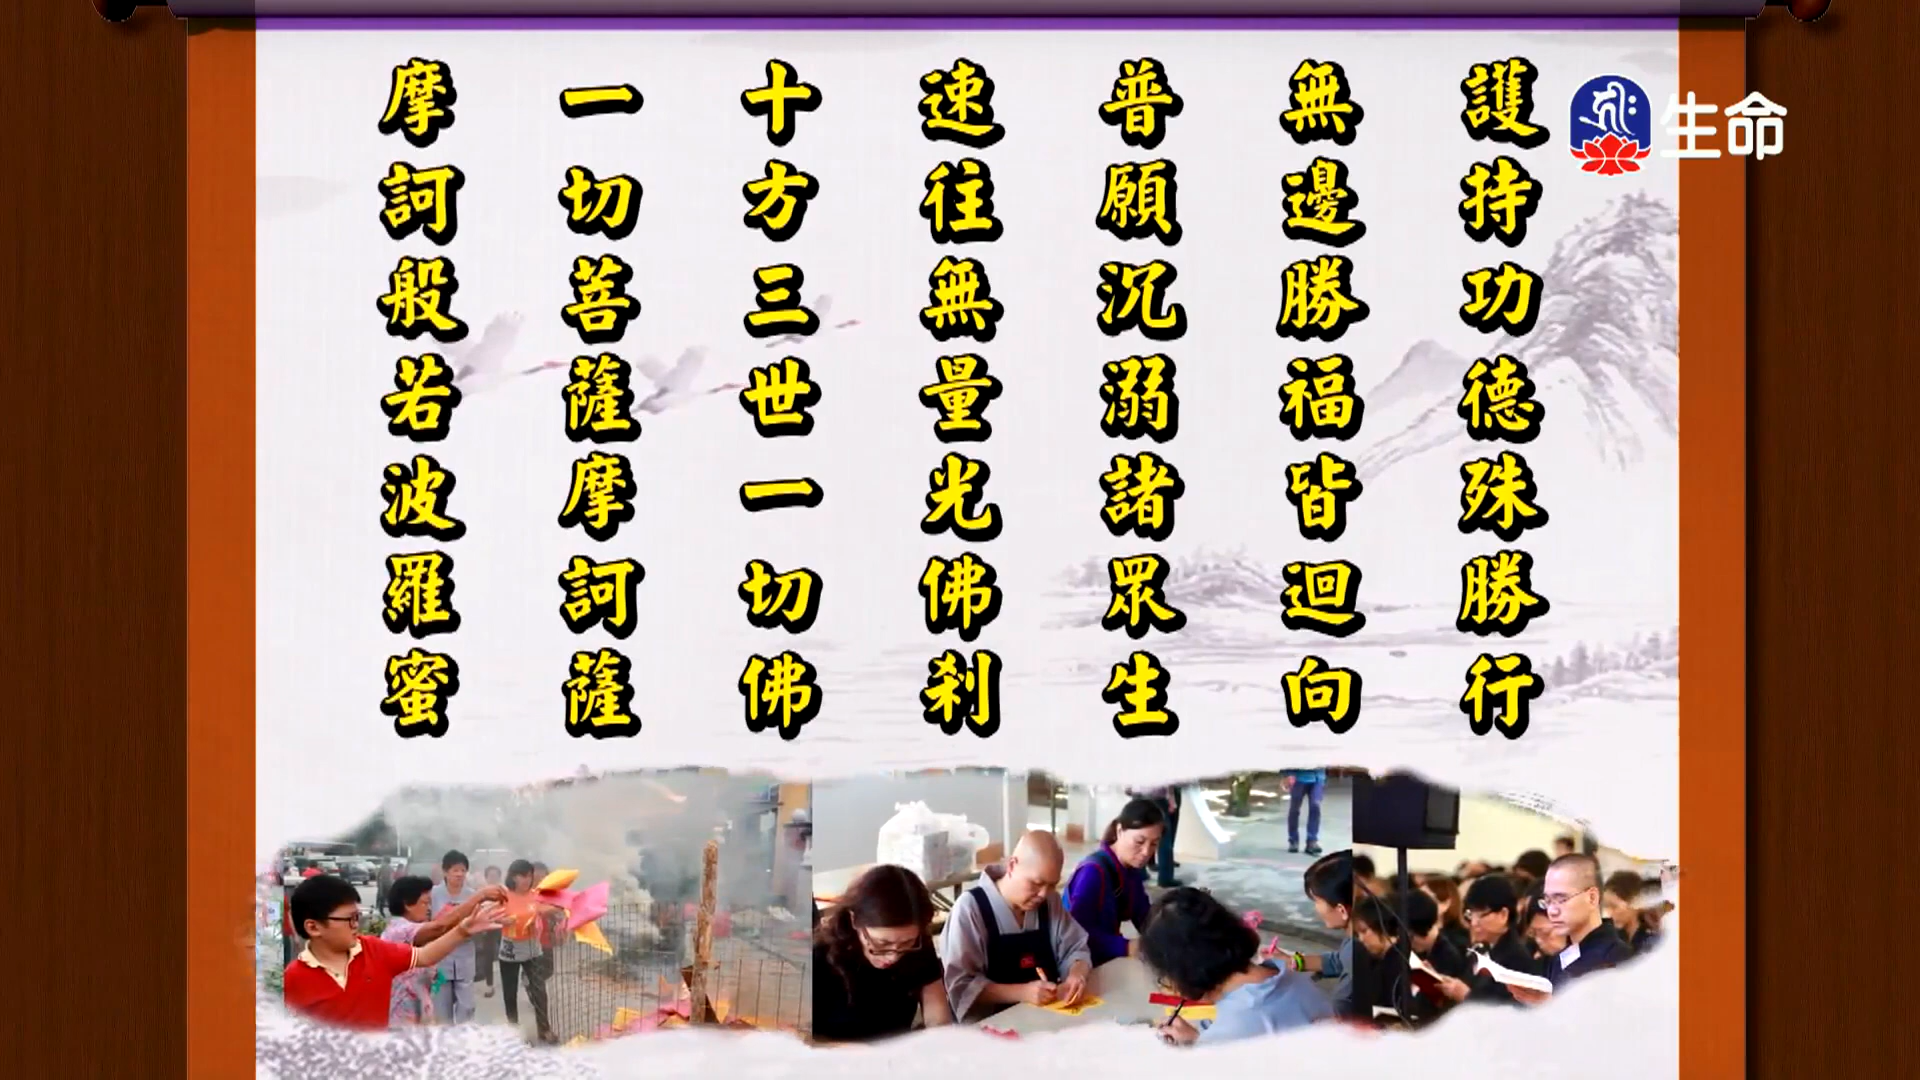 護持功德殊勝行
無邊勝福皆迴向
普願沉溺諸眾生
速往無量光佛剎
十方三世一切佛
一切菩薩摩訶薩
摩訶般若波羅蜜
生命